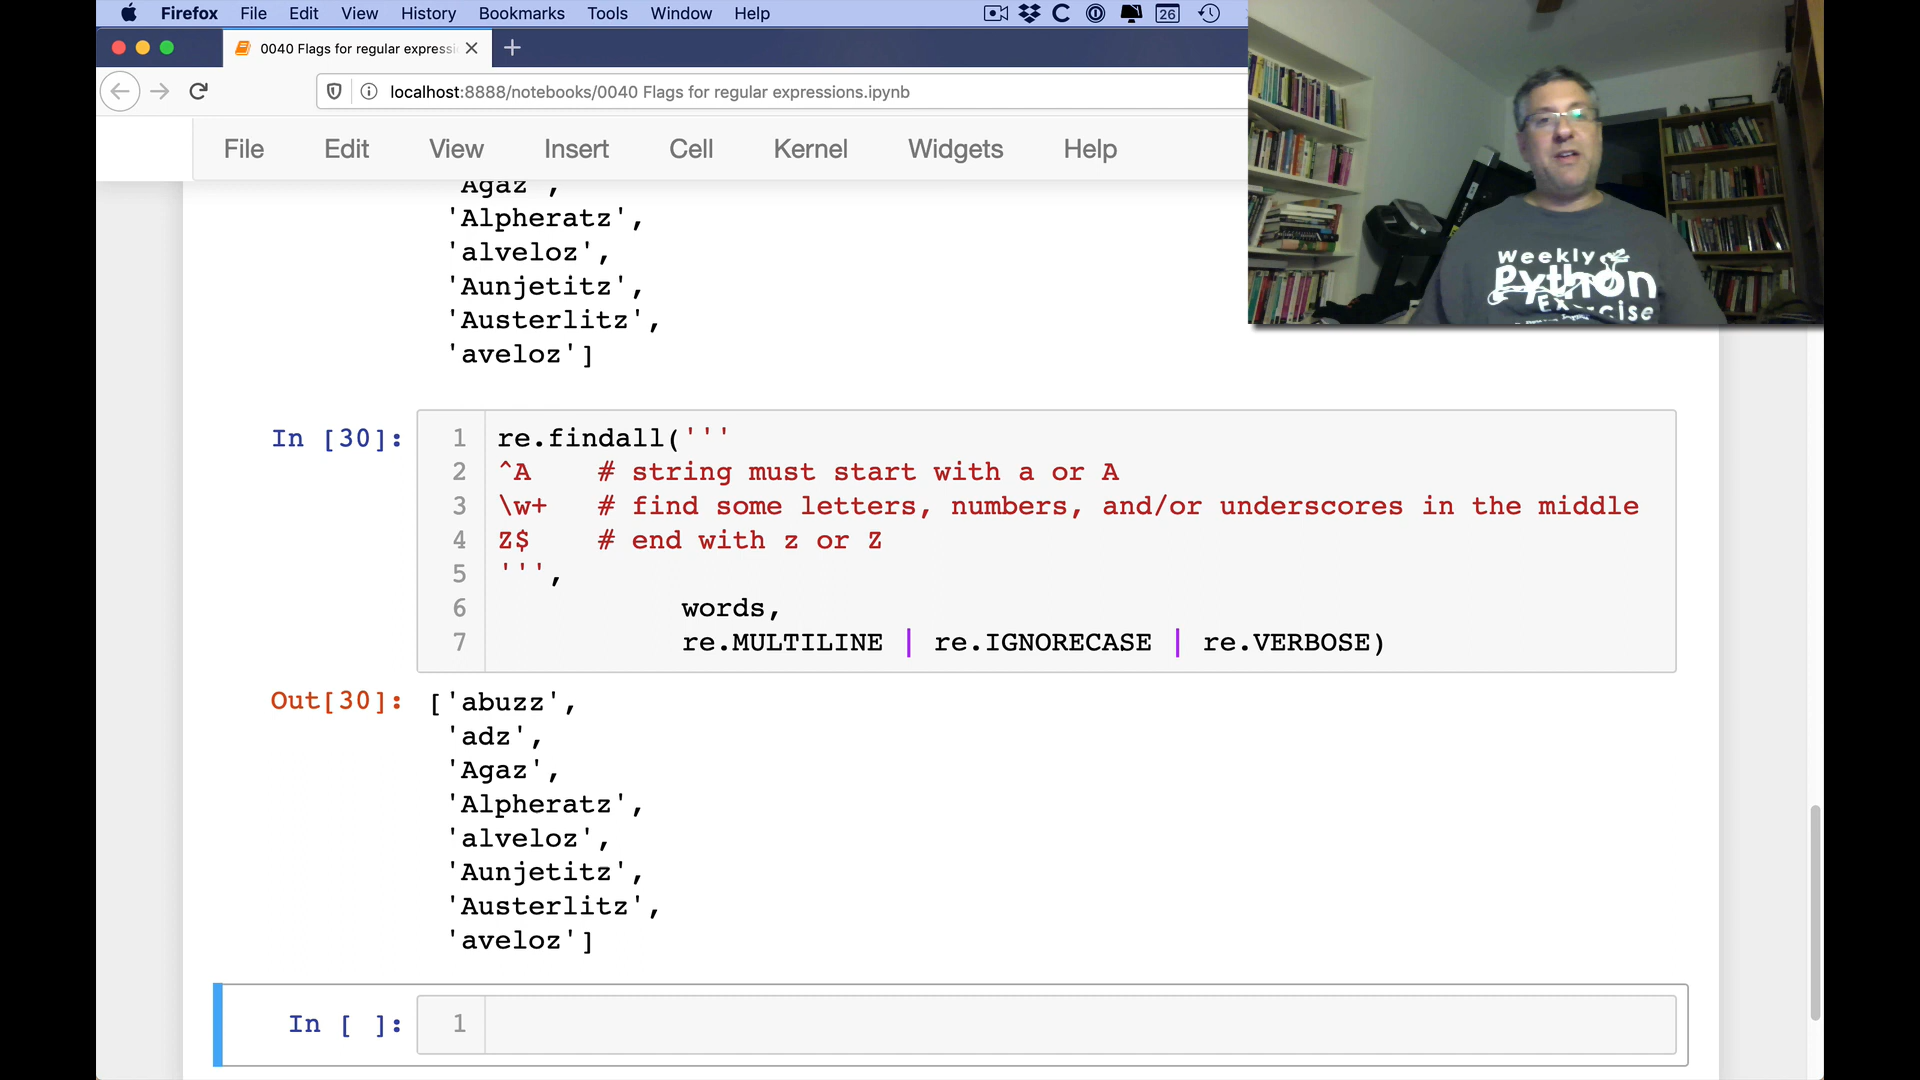 Firefox File Edit View History Bookmarks Tools Window Help 26
0040 Flags for regular expressi
localhost:8888/notebooks/0040 Flags for regular expressions.ipynb
File Edit View Insert Cell Kernel Widgets Help
'Agaz',
'Alpheratz',
'alveloz',
'Aunjetitz',
'Austerlitz',
'aveloz']
In [30]:
1 re.findall('''
2 ^A # string must start with a or A
3 \w+ # find some letters, numbers, and/or underscores in the middle
4 Z$ # end with z or Z
5 ''',
6 words,
7 re.MULTILINE | re.IGNORECASE | re.VERBOSE)
Out[30]: ['abuzz',
'adz',
'Agaz',
'Alpheratz',
'alveloz',
'Aunjetitz',
'Austerlitz',
'aveloz']
In [ ]: 1
Weekly
Python